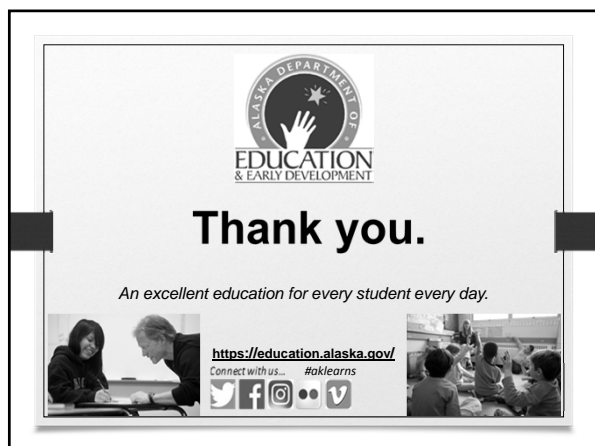 ALASKA DEPARTMENT OF
EDUCATION
& EARLY DEVELOPMENT
Thank you.
An excellent education for every student every day.
https://education.alaska.gov/
Connect with us... #aklearns